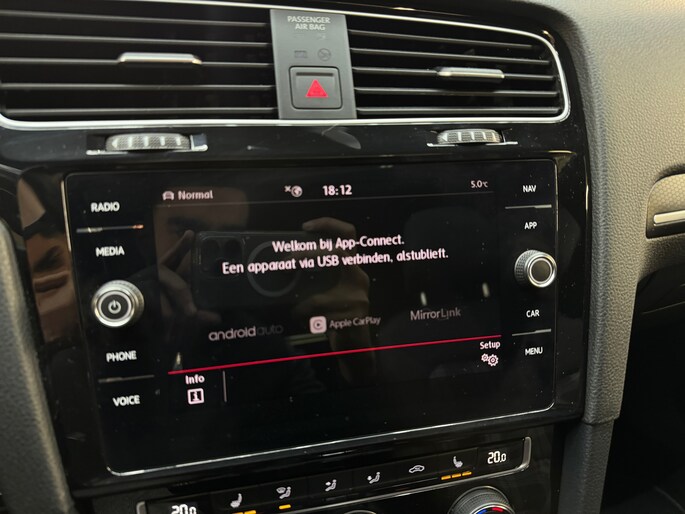 PASSENGER
AIR BAG
Normal
18:12
5.0°C
RADIO
MEDIA
PHONE
VOICE
Welkom bij App-Connect.
Een apparaat via USB verbinden, alstublieft.
androidauto
Apple CarPlay
MirrorLink
Info
Setup
NAV
APP
CAR
MENU
20.0
20.0